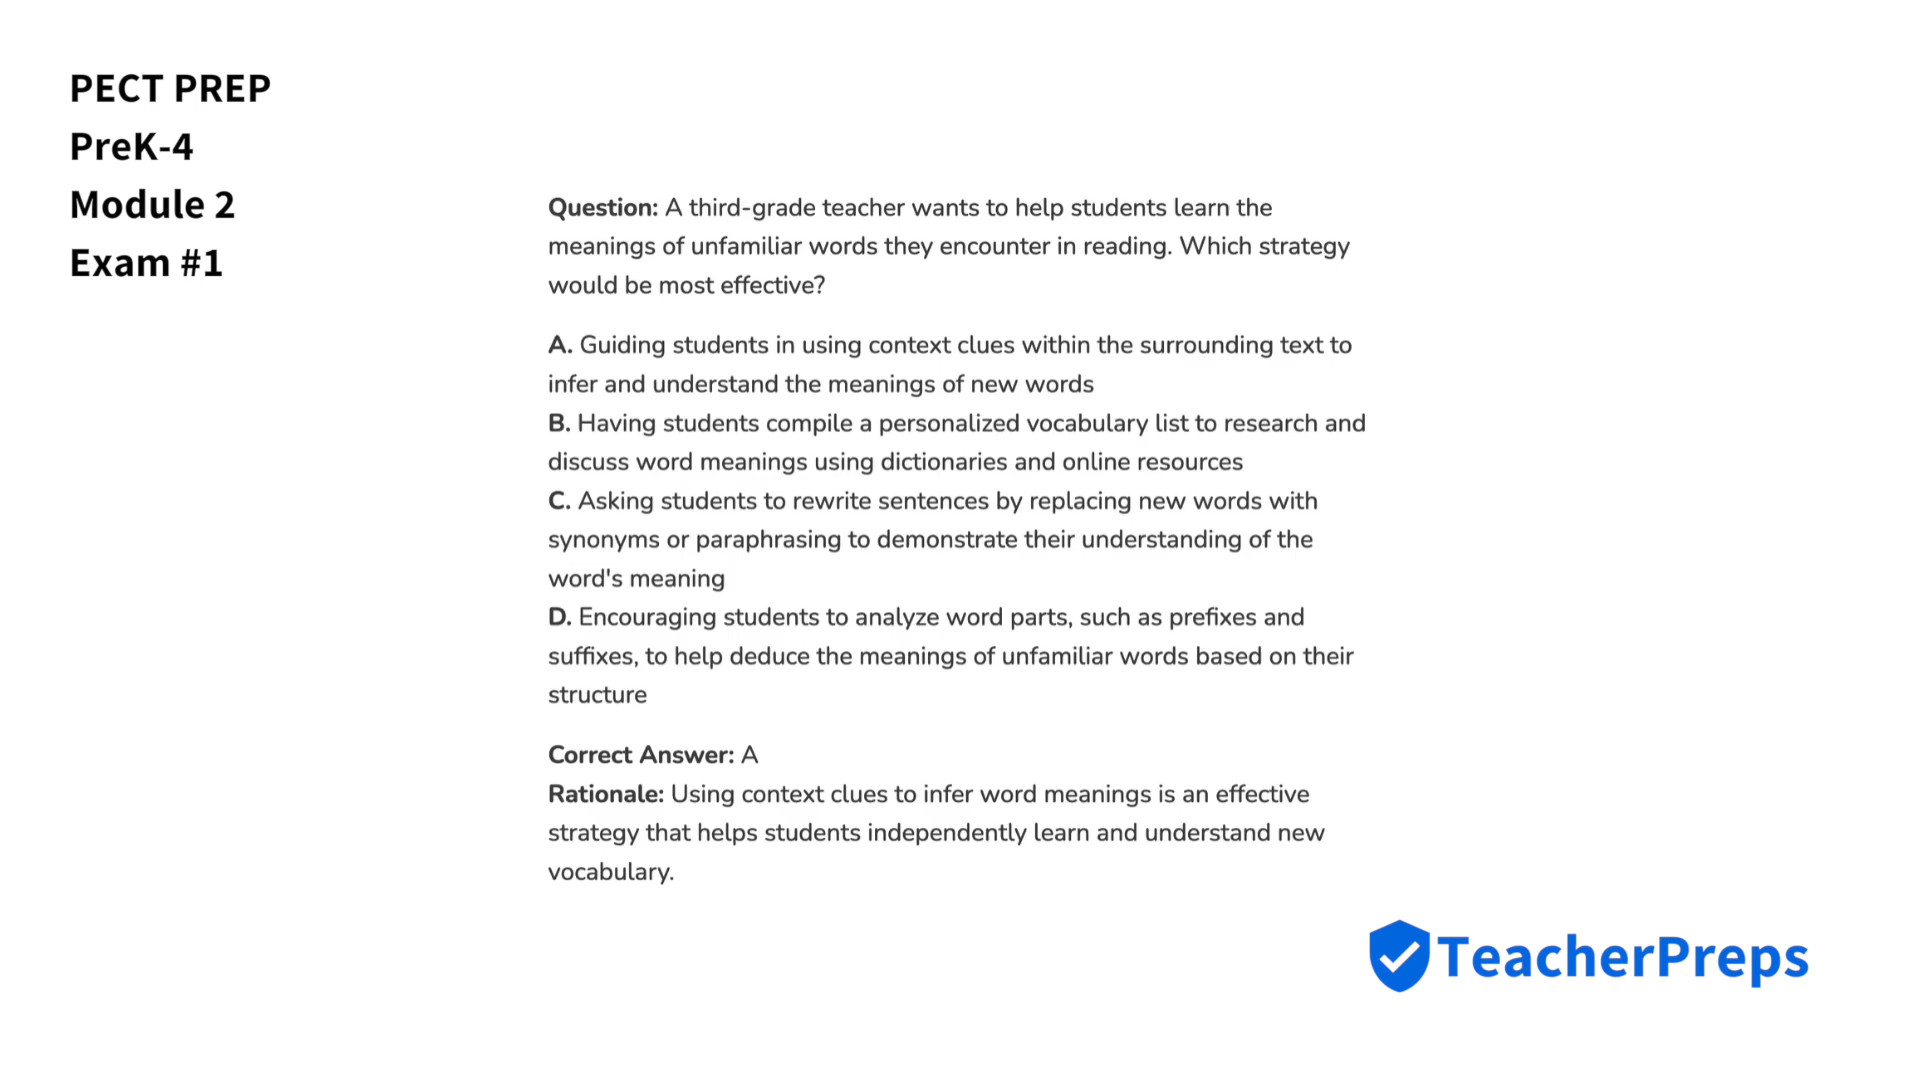 PECT PREP
PreK-4
Module 2
Exam #1
Question: A third-grade teacher wants to help students learn the
meanings of unfamiliar words they encounter in reading. Which strategy
would be most effective?
A. Guiding students in using context clues within the surrounding text to
infer and understand the meanings of new words
B. Having students compile a personalized vocabulary list to research and
discuss word meanings using dictionaries and online resources
C. Asking students to rewrite sentences by replacing new words with
synonyms or paraphrasing to demonstrate their understanding of the
word's meaning
D. Encouraging students to analyze word parts, such as prefixes and
suffixes, to help deduce the meanings of unfamiliar words based on their
structure
Correct Answer: A
Rationale: Using context clues to infer word meanings is an effective
strategy that helps students independently learn and understand new
vocabulary.
TeacherPreps